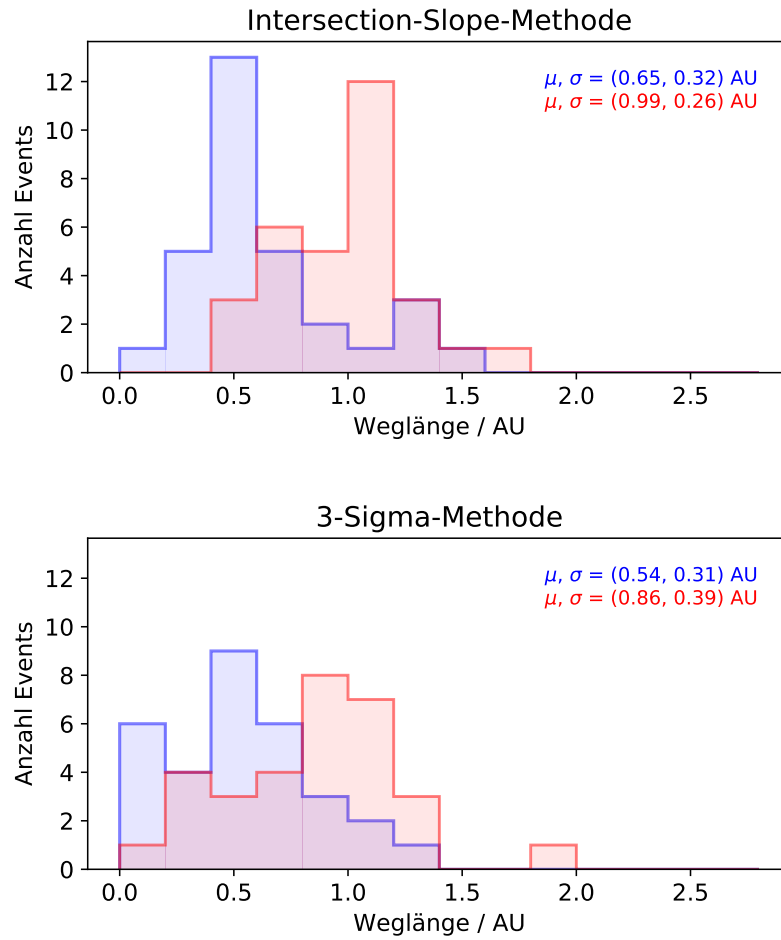 Intersection-Slope-Methode
μ, σ = (0.65, 0.32) AU
μ, σ = (0.99, 0.26) AU
Anzahl Events
12
10
8
6
4
2
0
0.0 0.5 1.0 1.5 2.0 2.5
Weglänge / AU
3-Sigma-Methode
μ, σ = (0.54, 0.31) AU
μ, σ = (0.86, 0.39) AU
Anzahl Events
12
10
8
6
4
2
0
0.0 0.5 1.0 1.5 2.0 2.5
Weglänge / AU